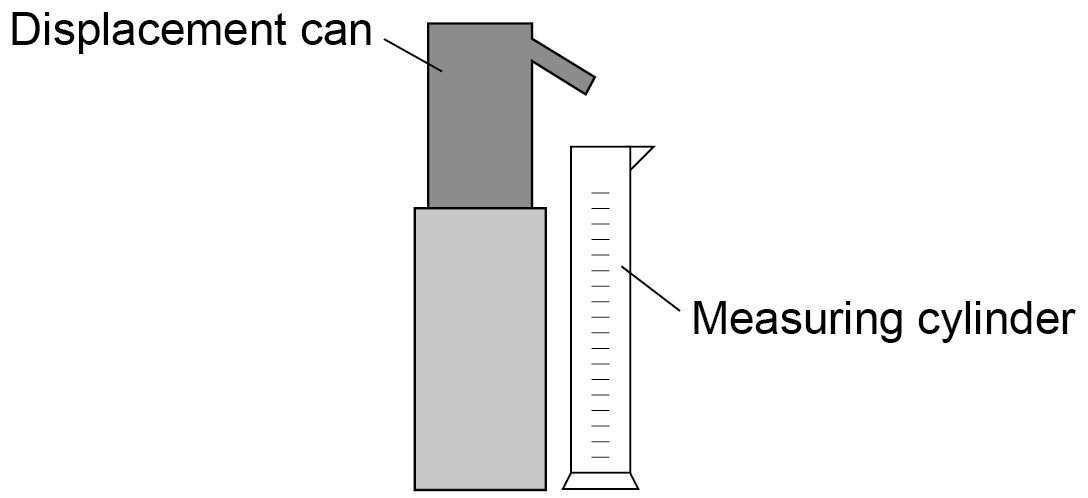 Displacement can
Measuring cylinder